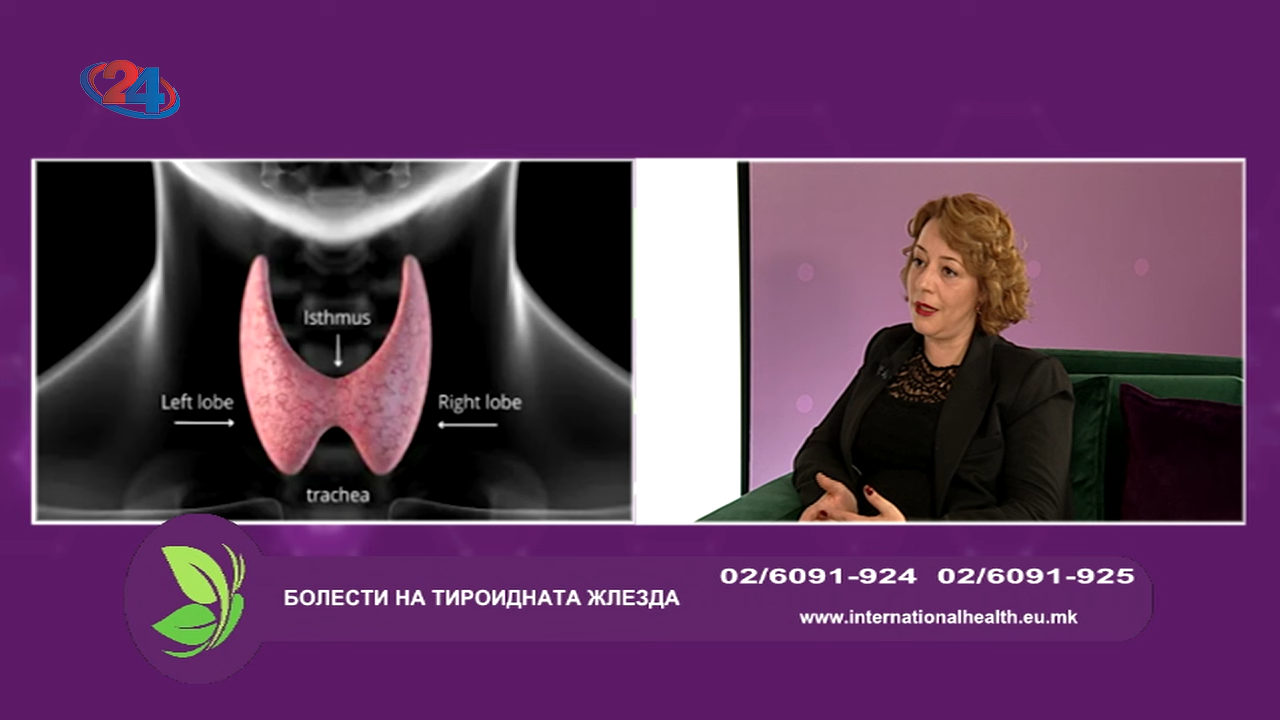 24
Isthmus
Left lobe
Right lobe
trachea
БОЛЕСТИ НА ТИРОИДНАТА ЖЛЕЗДА
02/6091-924 02/6091-925
www.internationalhealth.eu.mk